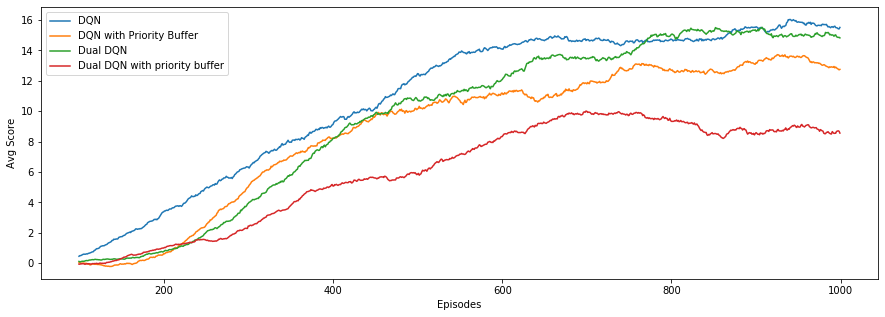 DQN
DQN with Priority Buffer
Dual DQN
Dual DQN with priority buffer
Avg Score
16
14
12
10
8
6
4
2
0
200 400 600 800 1000
Episodes